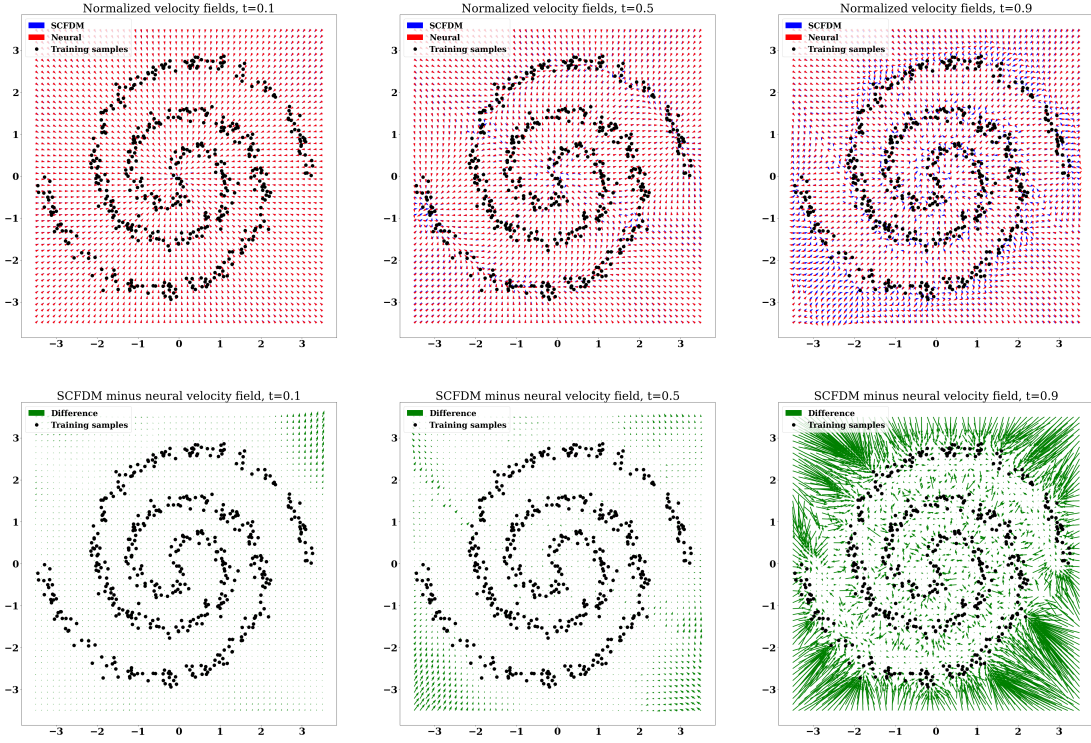 Normalized velocity fields, t=0.1
SCFDM
Neural
Training samples
3
2
1
0
−1
−2
−3
−3 −2 −1 0 1 2 3
Normalized velocity fields, t=0.5
SCFDM
Neural
Training samples
3
2
1
0
−1
−2
−3
−3 −2 −1 0 1 2 3
Normalized velocity fields, t=0.9
SCFDM
Neural
Training samples
3
2
1
0
−1
−2
−3
−3 −2 −1 0 1 2 3
SCFDM minus neural velocity field, t=0.1
Difference
Training samples
3
2
1
0
−1
−2
−3
−3 −2 −1 0 1 2 3
SCFDM minus neural velocity field, t=0.5
Difference
Training samples
3
2
1
0
−1
−2
−3
−3 −2 −1 0 1 2 3
SCFDM minus neural velocity field, t=0.9
Difference
Training samples
3
2
1
0
−1
−2
−3
−3 −2 −1 0 1 2 3